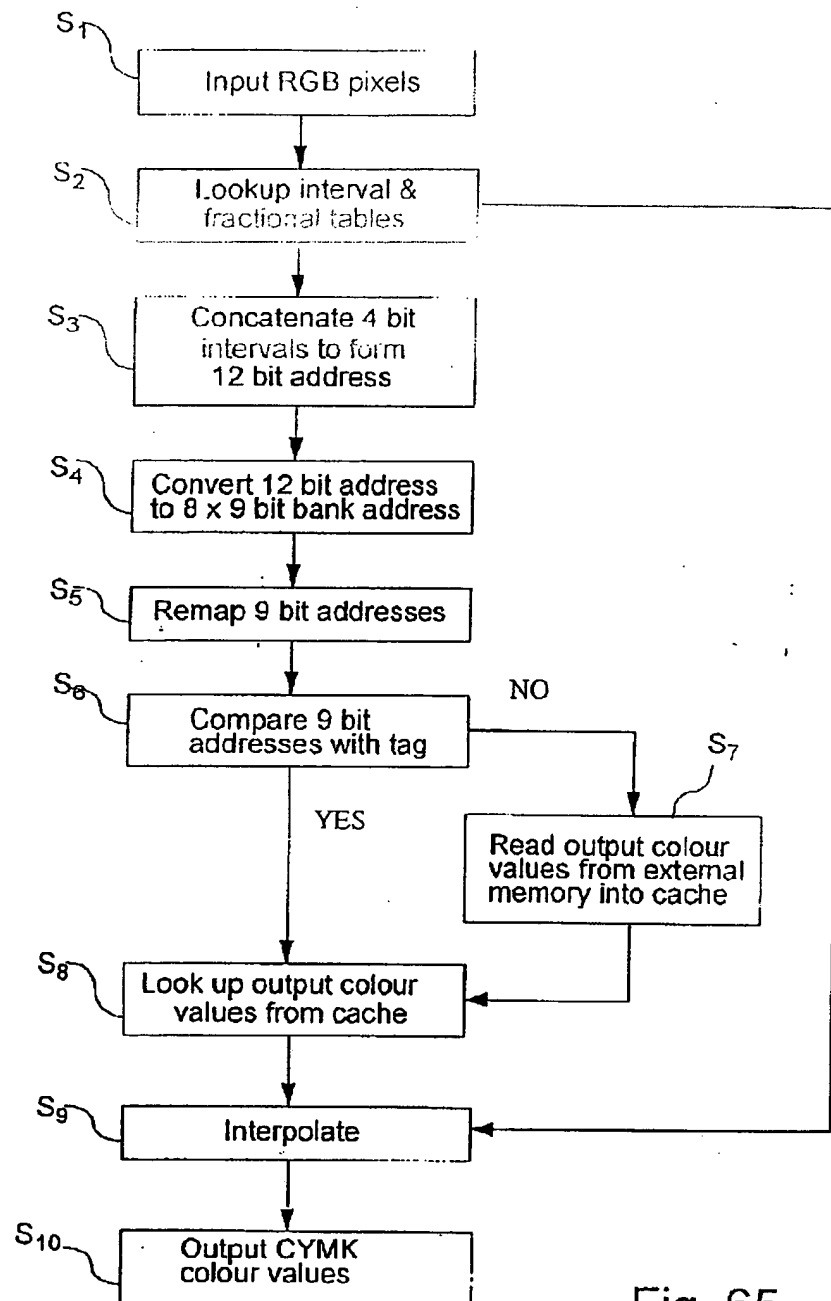 S1
Input RGB pixels
S2
Lookup interval &
fractional tables
S3
Concatenate 4 bit
intervals to form
12 bit address
S4
Convert 12 bit address
to 8 x 9 bit bank address
S5
Remap 9 bit addresses
S6
Compare 9 bit
addresses with tag
NO
YES
S7
Read output colour
values from external
memory into cache
S8
Look up output colour
values from cache
S9
Interpolate
S10
Output CYMK
colour values
Fig. 65